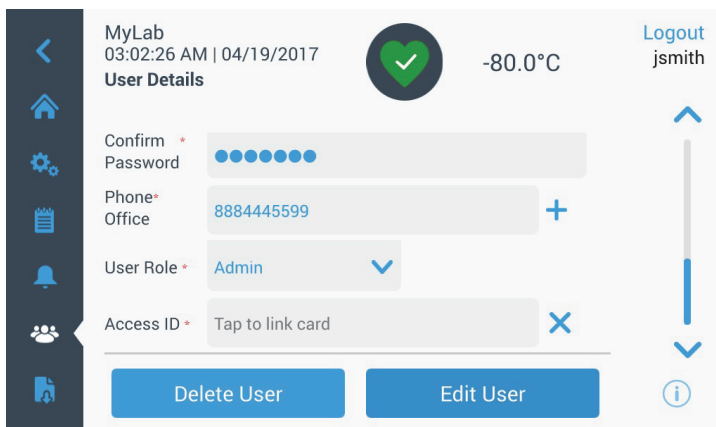 MyLab
03:02:26 AM | 04/19/2017
User Details
-80.0°C
Logout
jsmith
Confirm *
Password
Phone*
Office
8884445599
User Role *
Admin
Access ID *
Tap to link card
Delete User
Edit User